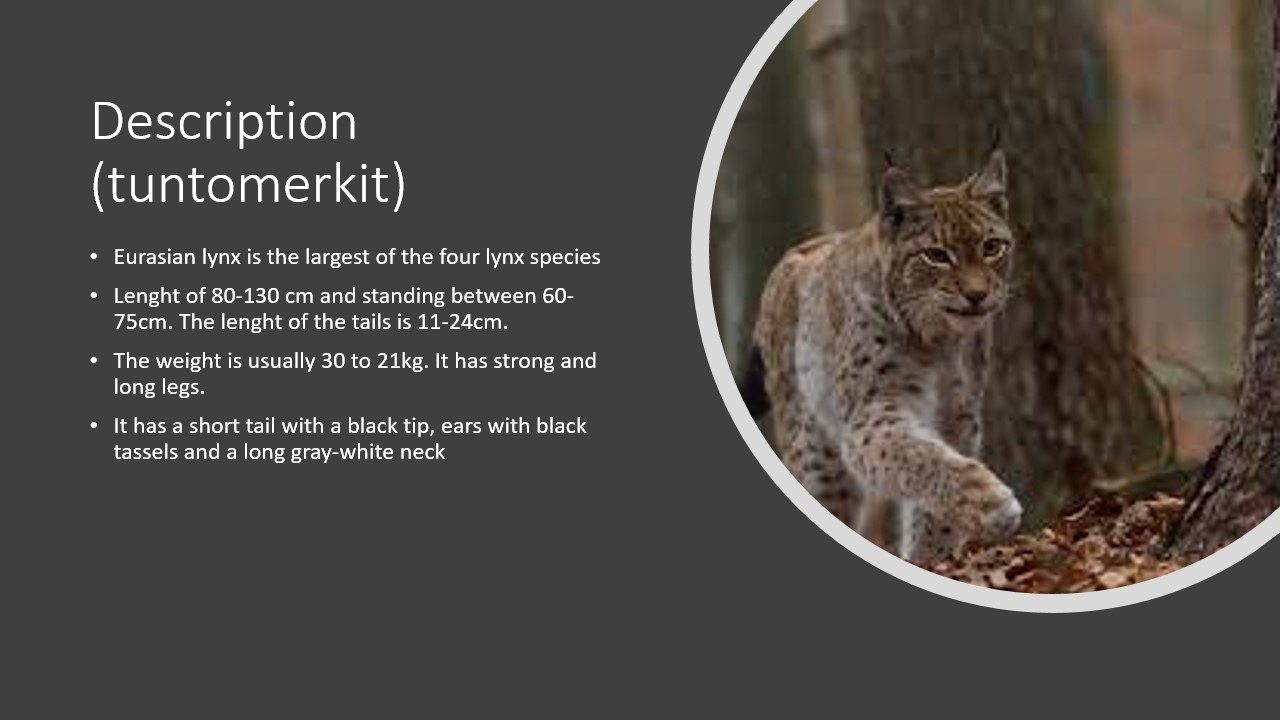 Description
(tuntomerkit)
• Eurasian lynx is the largest of the four lynx species
• Lenght of 80-130 cm and standing between 60-
75cm. The lenght of the tails is 11-24cm.
• The weight is usually 30 to 21kg. It has strong and
long legs.
• It has a short tail with a black tip, ears with black
tassels and a long gray-white neck